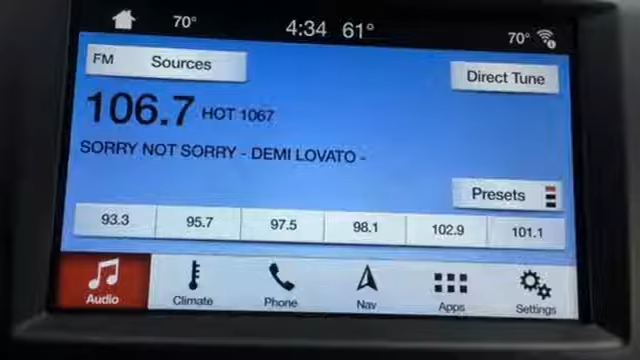 70° 4:34 61° 70°
FM Sources
Direct Tune
106.7 HOT 1067
SORRY NOT SORRY - DEMI LOVATO -
Presets
93.3 95.7 97.5 98.1 102.9 101.1
Audio Climate Phone Nav Apps Settings